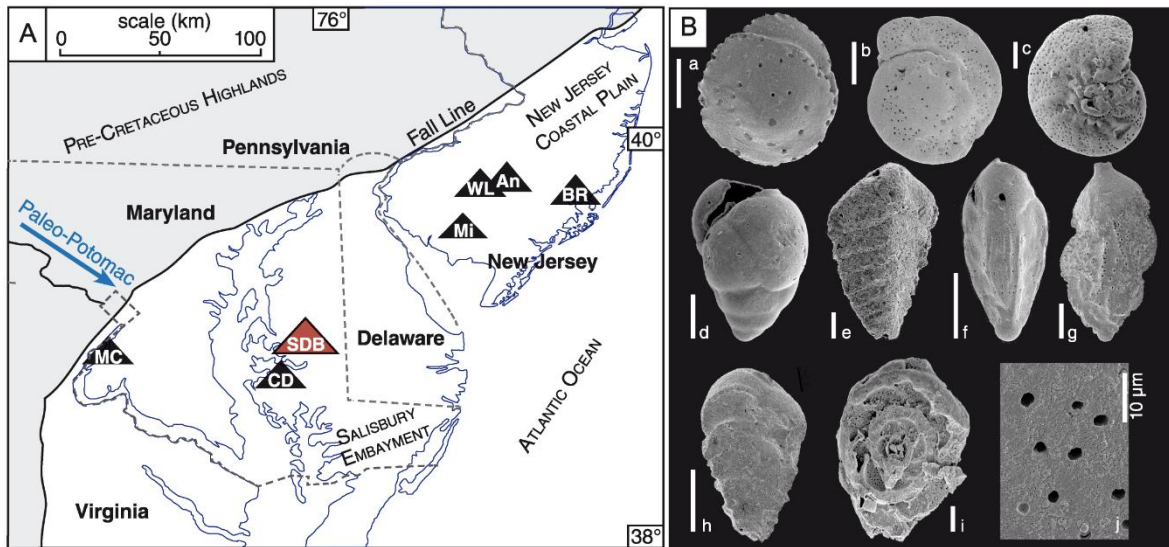 A
scale (km)
0 50 100
76°
PRE-CRETACEOUS HIGHLANDS
Fall Line
NEW JERSEY
COASTAL PLAIN
40°
Pennsylvania
Maryland
Paleo-Potomac
WL
An
BR
Mi
New Jersey
MC
SDB
CD
Delaware
SALISBURY
EMBAYMENT
ATLANTIC OCEAN
Virginia
38°
B
a
b
c
d
e
f
g
h
i
j
10 μm